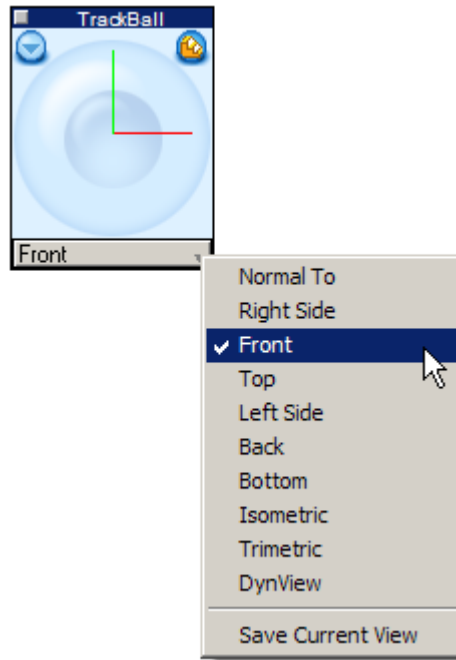 TrackBall
Front
Normal To
Right Side
Front
Top
Left Side
Back
Bottom
Isometric
Trimetric
DynView
Save Current View